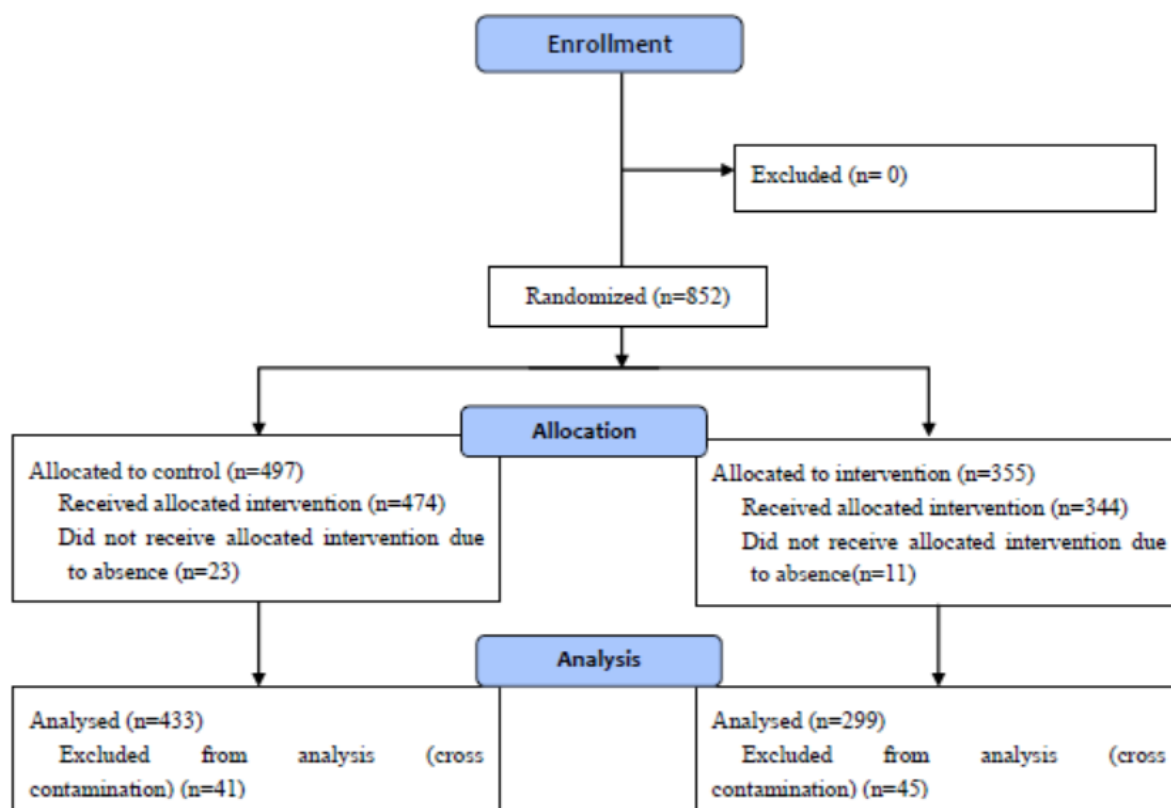 Enrollment
Excluded (n= 0)
Randomized (n=852)
Allocation
Allocated to control (n=497)
Received allocated intervention (n=474)
Did not receive allocated intervention due
to absence (n=23)
Allocated to intervention (n=355)
Received allocated intervention (n=344)
Did not receive allocated intervention due
to absence(n=11)
Analysis
Analysed (n=433)
Excluded from analysis (cross
contamination) (n=41)
Analysed (n=299)
Excluded from analysis (cross
contamination) (n=45)